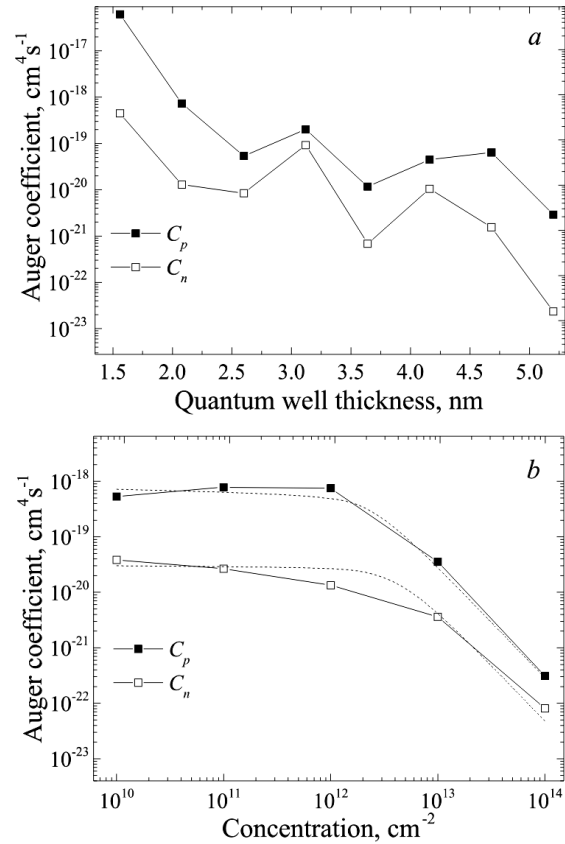 a
Auger coefficient, cm⁴s⁻¹
10⁻¹⁷
10⁻¹⁸
10⁻¹⁹
10⁻²⁰
10⁻²¹
10⁻²²
10⁻²³
Cₚ
Cₙ
1.5 2.0 2.5 3.0 3.5 4.0 4.5 5.0
Quantum well thickness, nm
b
Auger coefficient, cm⁴s⁻¹
10⁻¹⁸
10⁻¹⁹
10⁻²⁰
10⁻²¹
10⁻²²
10⁻²³
Cₚ
Cₙ
10¹⁰ 10¹¹ 10¹² 10¹³ 10¹⁴
Concentration, cm⁻²